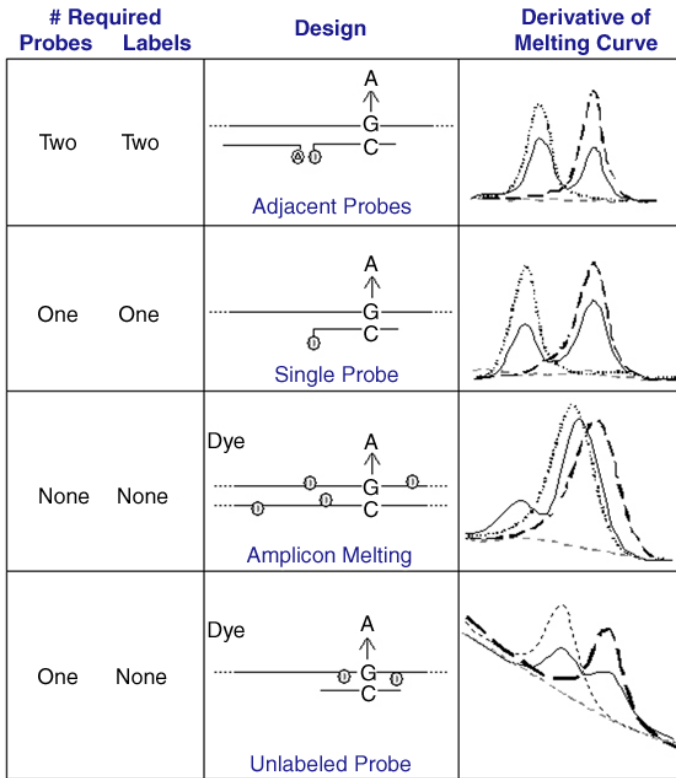 # Required
Probes Labels
Design
Derivative of
Melting Curve
Two Two
A
G
C
A I
Adjacent Probes
One One
A
G
C
I
Single Probe
None None
Dye
A
I I
G
I I
C
Amplicon Melting
One None
Dye
A
I G I
C
Unlabeled Probe